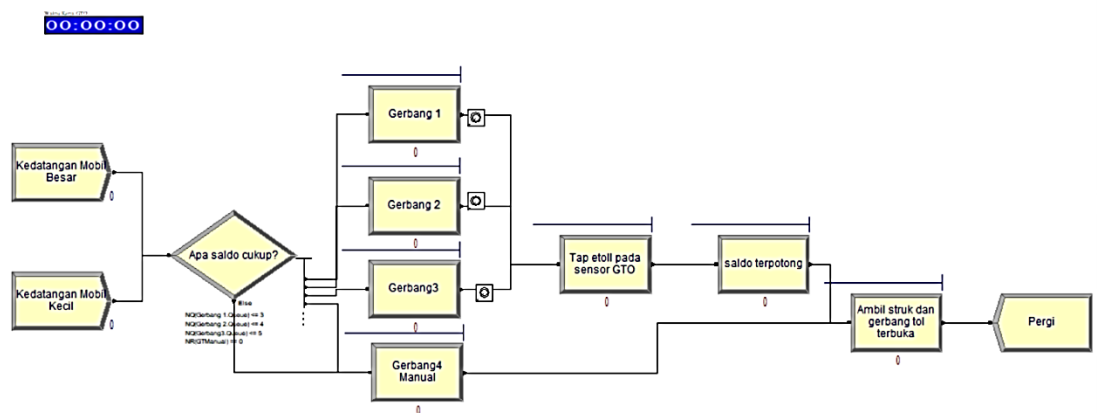 00:00:00
Kedatangan Mobil
Besar
0
Kedatangan Mobil
Kecil
0
Apa saldo cukup?
Else
NQ(Gerbang 1.Queue) <= 3
NQ(Gerbang 2.Queue) <= 4
NQ(Gerbang3.Queue) <= 5
NR(GTManual) == 0
Gerbang 1
0
Gerbang 2
0
Gerbang3
0
Gerbang4
Manual
0
Tap etoll pada
sensor GTO
0
saldo terpotong
0
Ambil struk dan
gerbang tol
terbuka
0
Pergi